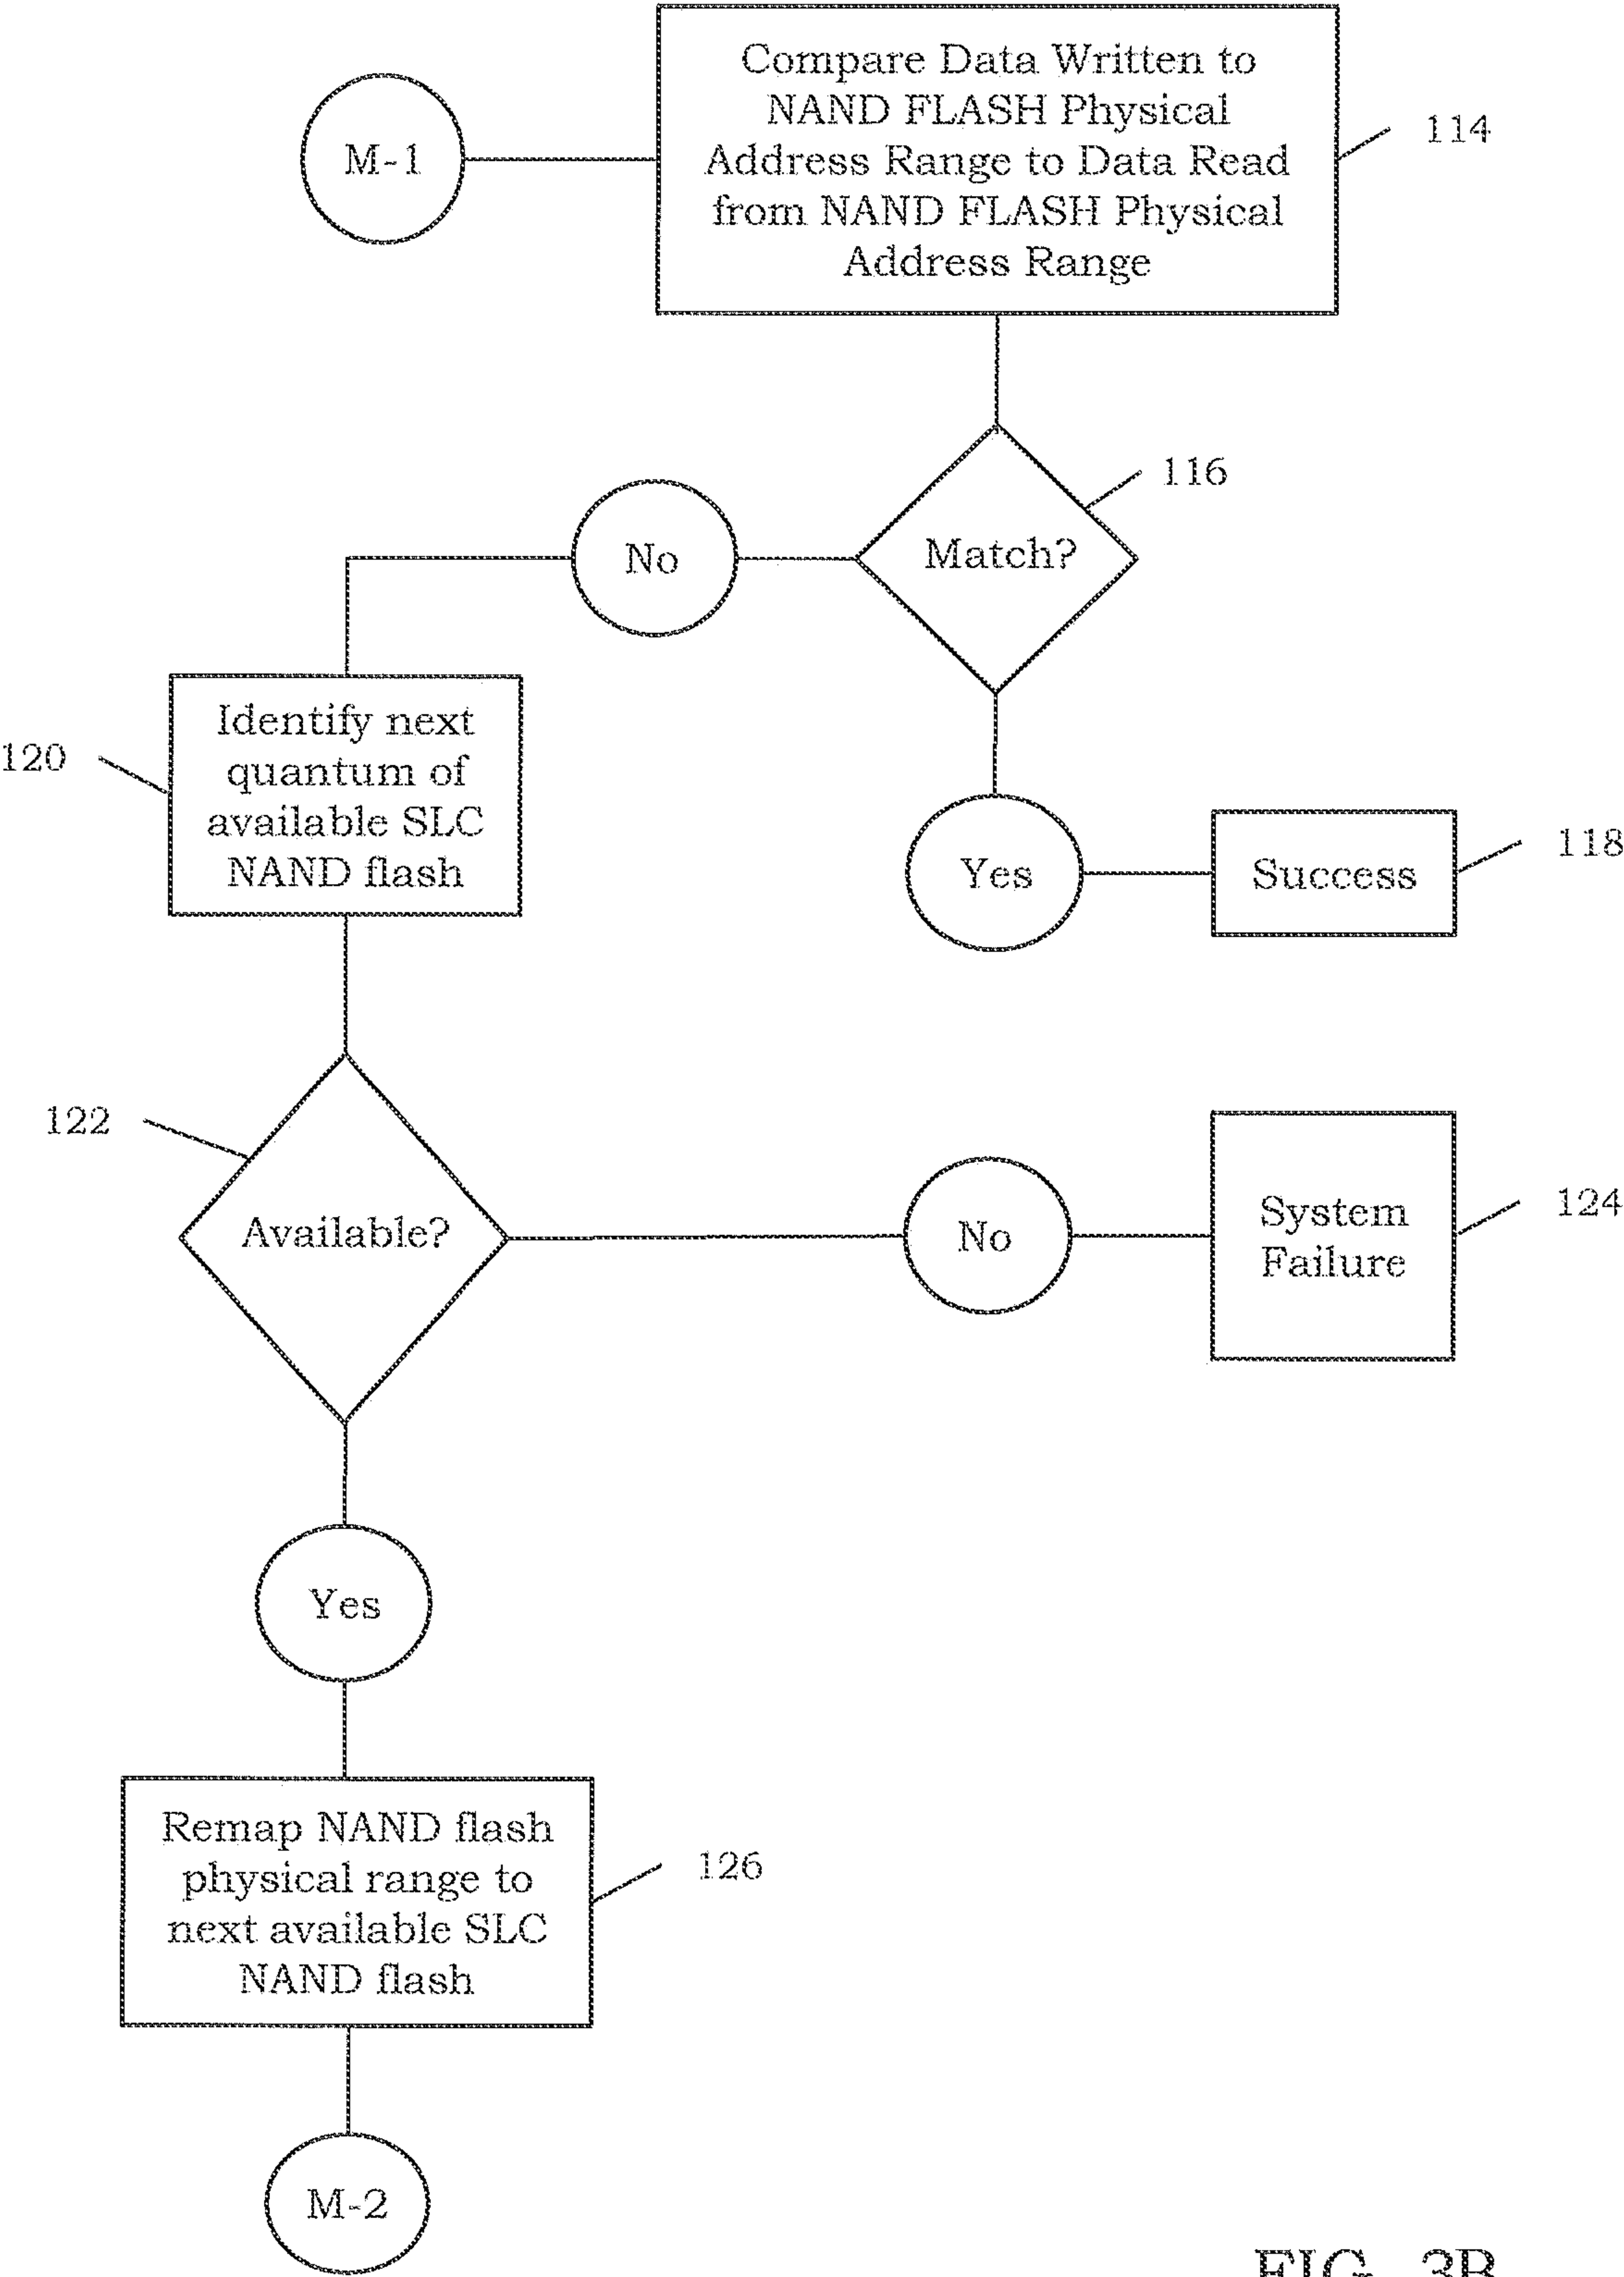 Compare Data Written to
NAND FLASH Physical
Address Range to Data Read
from NAND FLASH Physical
Address Range
114
M-1
116
Match?
No
Identify next
quantum of
available SLC
NAND flash
120
Yes
Success
118
122
Available?
No
System
Failure
124
Yes
Remap NAND flash
physical range to
next available SLC
NAND flash
126
M-2
FIG. 3B